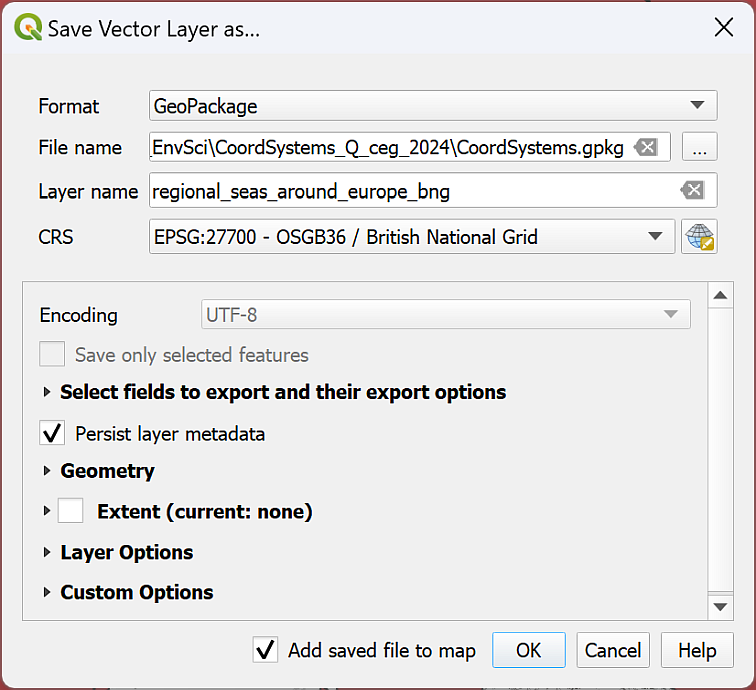 Save Vector Layer as...
Format GeoPackage
File name _EnvSci\CoordSystems_Q_ceg_2024\CoordSystems.gpkg ...
Layer name regional_seas_around_europe_bng
CRS EPSG:27700 - OSGB36 / British National Grid
Encoding UTF-8
Save only selected features
Select fields to export and their export options
Persist layer metadata
Geometry
Extent (current: none)
Layer Options
Custom Options
Add saved file to map OK Cancel Help